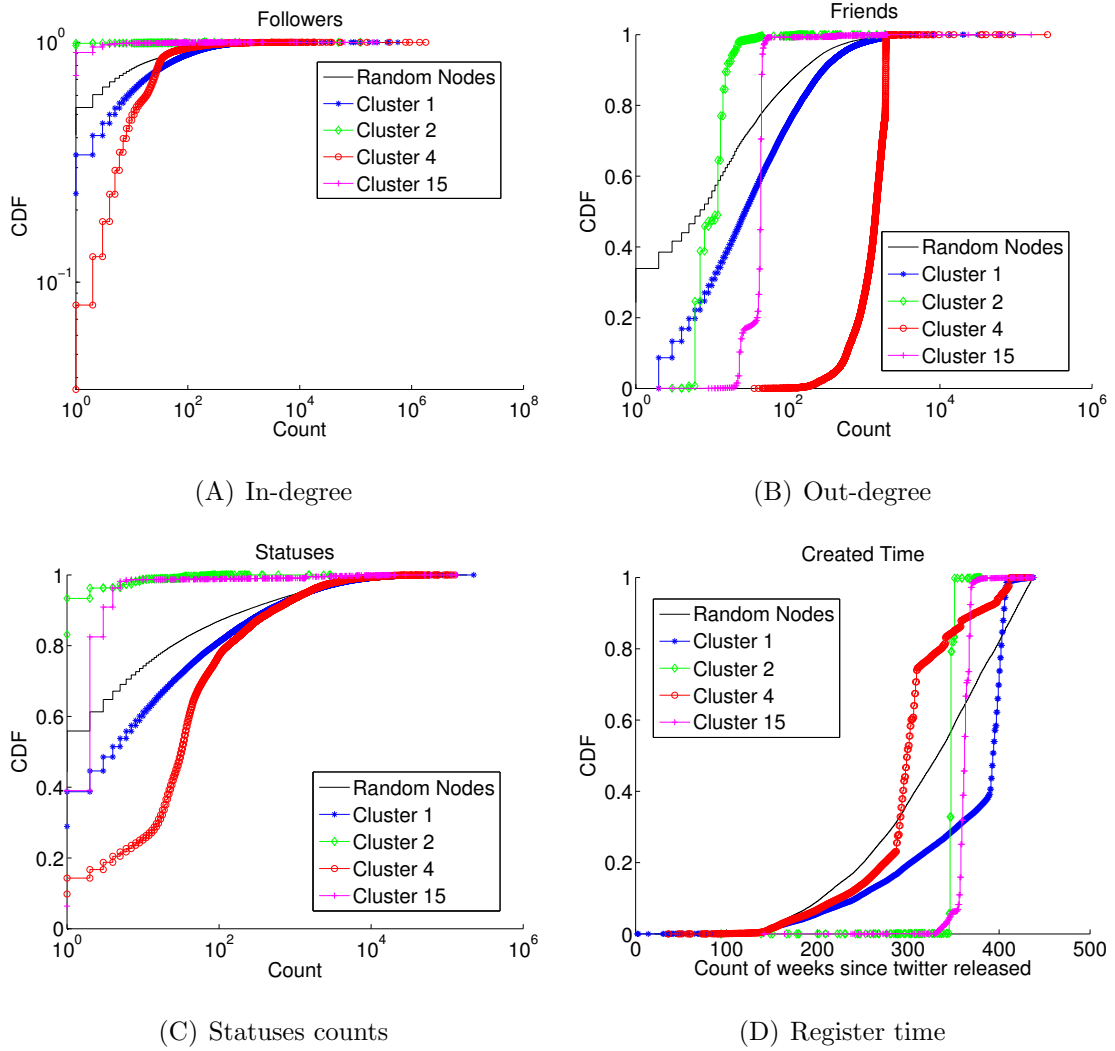 Followers
10^0
10^-1
CDF
Random Nodes
Cluster 1
Cluster 2
Cluster 4
Cluster 15
10^0 10^2 10^4 10^6 10^8
Count
(A) In-degree
Friends
1
0.8
0.6
0.4
0.2
0
CDF
Random Nodes
Cluster 1
Cluster 2
Cluster 4
Cluster 15
10^0 10^2 10^4 10^6
Count
(B) Out-degree
Statuses
1
0.8
0.6
0.4
0.2
0
CDF
Random Nodes
Cluster 1
Cluster 2
Cluster 4
Cluster 15
10^0 10^2 10^4 10^6
Count
(C) Statuses counts
Created Time
1
0.8
0.6
0.4
0.2
0
CDF
Random Nodes
Cluster 1
Cluster 2
Cluster 4
Cluster 15
0 100 200 300 400 500
Count of weeks since twitter released
(D) Register time